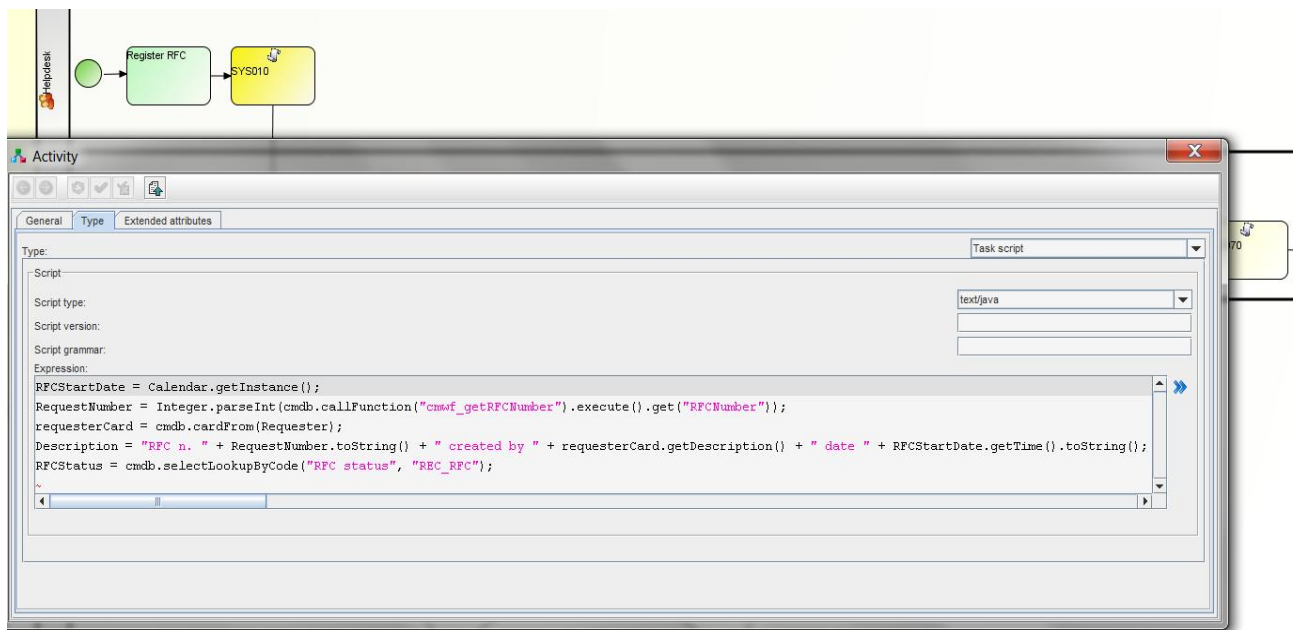 Helpdesk
Register RFC
SYS010
Activity
X
General
Type
Extended attributes
070
Type:
Task script
Script
Script type:
text/java
Script version:
Script grammar:
Expression:
RFCStartDate = Calendar.getInstance();
RequestNumber = Integer.parseInt(cmdb.callFunction("cmwf_getRFCNumber").execute().get("RFCNumber"));
requesterCard = cmdb.cardFrom(Requester);
Description = "RFC n. " + RequestNumber.toString() + " created by " + requesterCard.getDescription() + " date " + RFCStartDate.getTime().toString();
RFCStatus = cmdb.selectLookupByCode("RFC status", "REC_RFC");
~